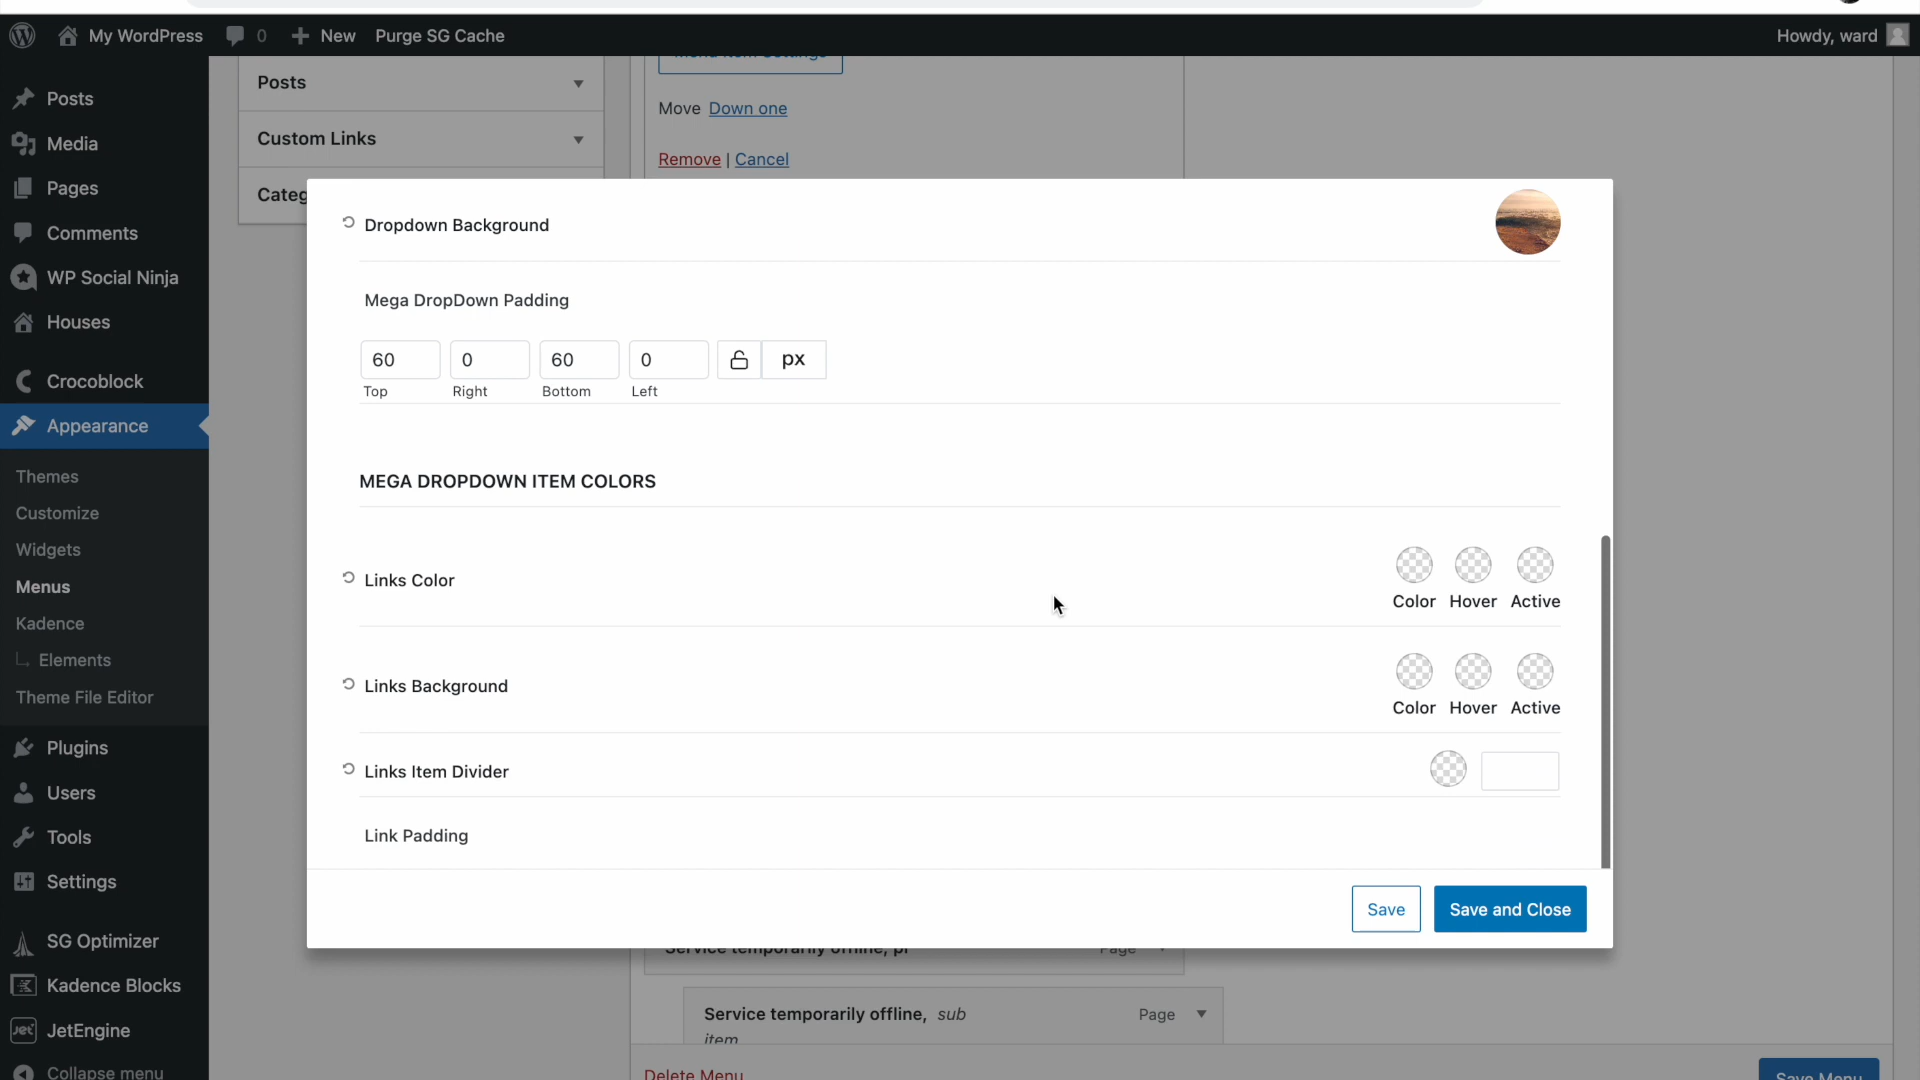 My WordPress 0 New Purge SG Cache Howdy, ward
Posts
Media
Pages
Comments
WP Social Ninja
Houses
Crocoblock
Appearance
Themes
Customize
Widgets
Menus
Kadence
Elements
Theme File Editor
Plugins
Users
Tools
Settings
SG Optimizer
Kadence Blocks
JetEngine
Collapse menu
Posts
Custom Links
Categ
Move Down one
Remove | Cancel
Dropdown Background
Mega DropDown Padding
60 0 60 0 px
Top Right Bottom Left
MEGA DROPDOWN ITEM COLORS
Links Color
Color Hover Active
Links Background
Color Hover Active
Links Item Divider
Link Padding
Save Save and Close
Service temporarily offline, pr Page
Service temporarily offline, sub Page
item
Delete Menu Save Menu